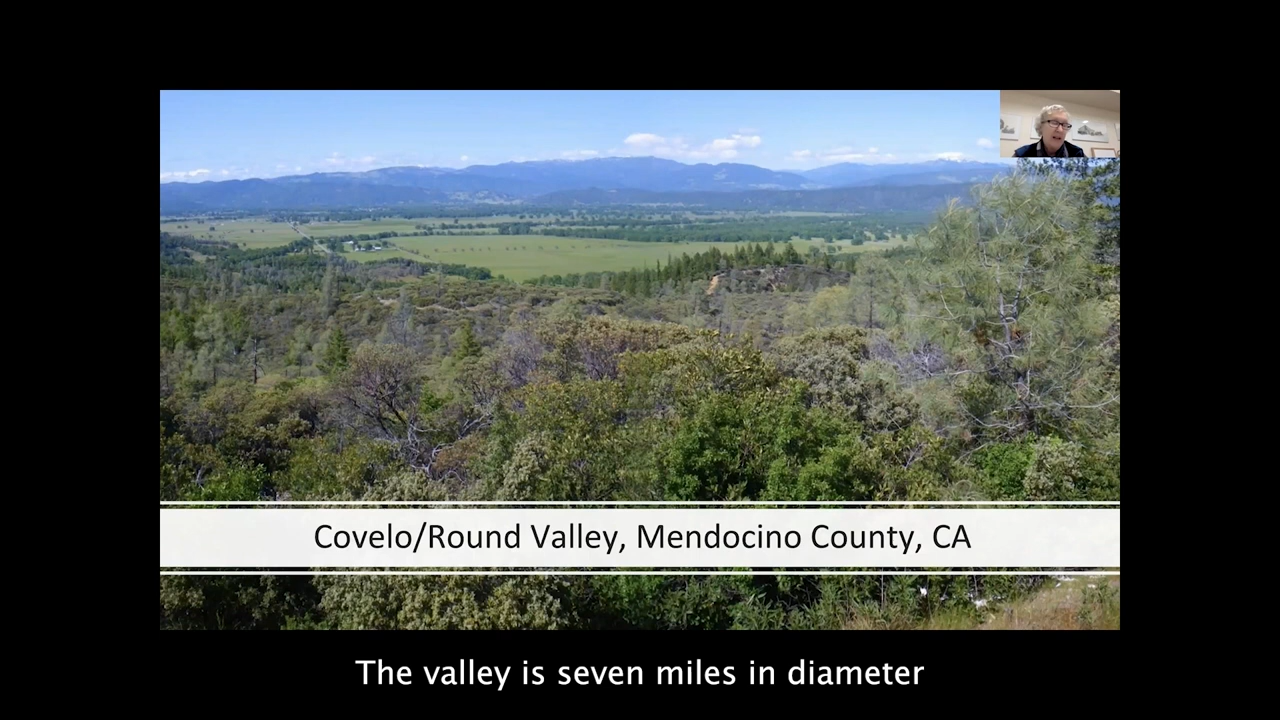 Covelo/Round Valley, Mendocino County, CA
The valley is seven miles in diameter